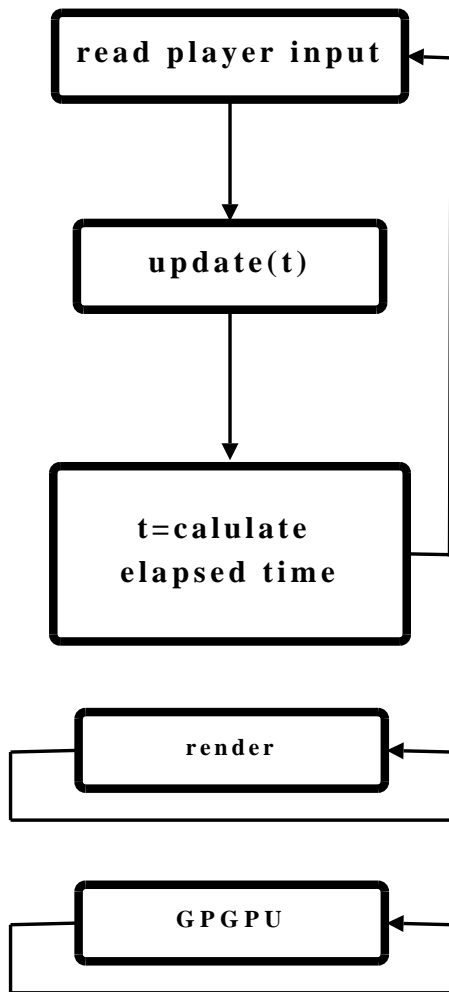 read player input
update(t)
t=calulate
elapsed time
render
GPGPU